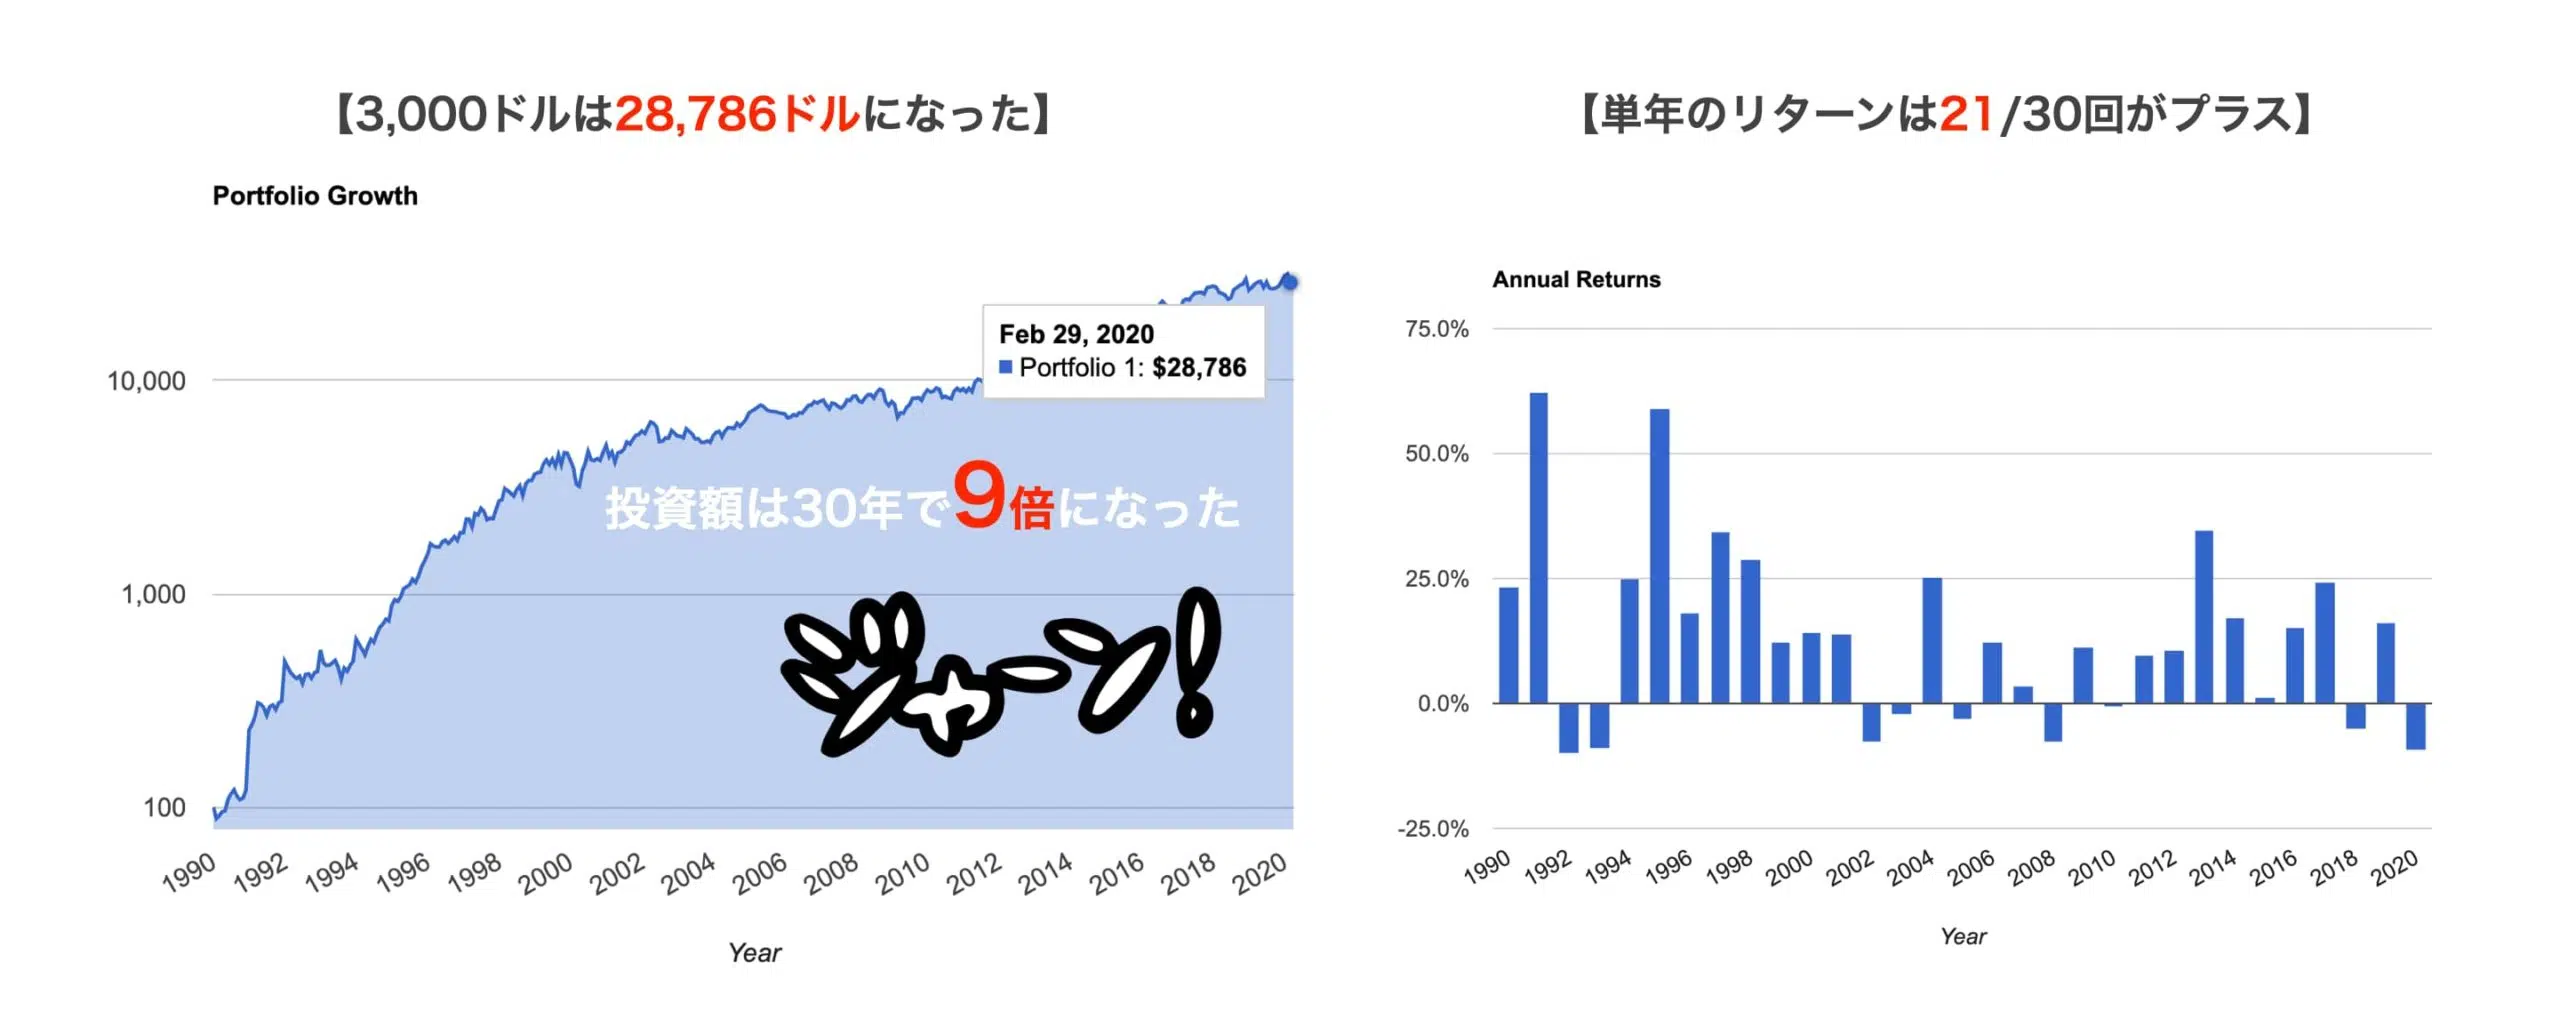 【3,000ドルは28,786ドルになった】
Portfolio Growth
10,000
1,000
100
Feb 29, 2020
Portfolio 1: $28,786
投資額は30年で9倍になった
ジャーン!
1990 1992 1994 1996 1998 2000 2002 2004 2006 2008 2010 2012 2014 2016 2018 2020
Year
【単年のリターンは21/30回がプラス】
Annual Returns
75.0%
50.0%
25.0%
0.0%
-25.0%
1990 1992 1994 1996 1998 2000 2002 2004 2006 2008 2010 2012 2014 2016 2018 2020
Year